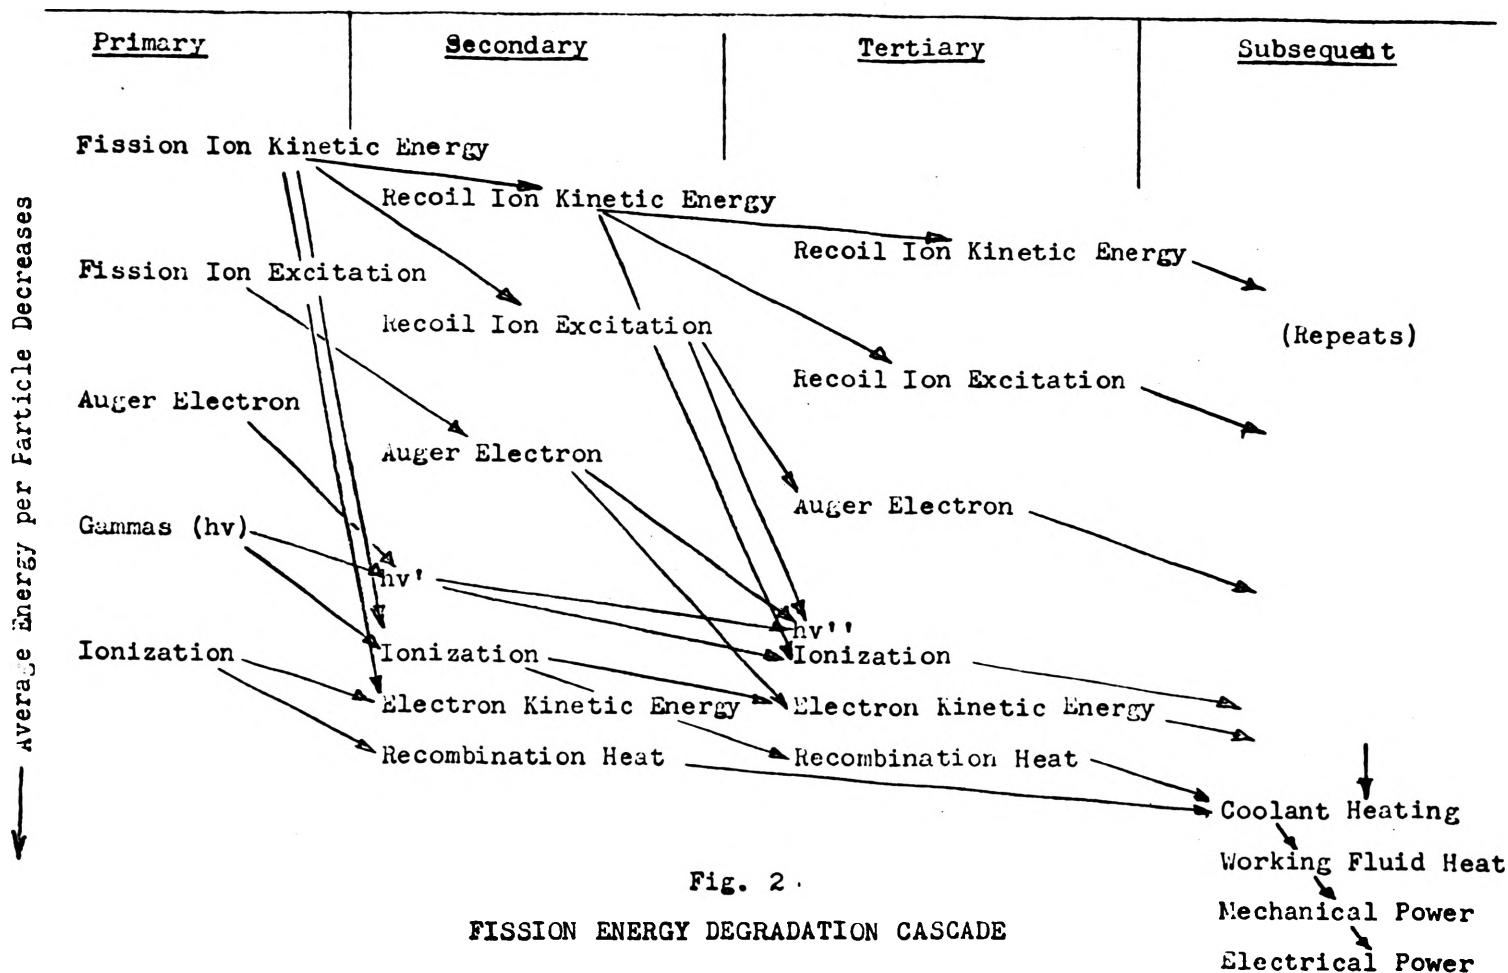 Primary
Secondary
Tertiary
Subsequent
Fission Ion Kinetic Energy
Recoil Ion Kinetic Energy
Recoil Ion Kinetic Energy
Fission Ion Excitation
Recoil Ion Excitation
(Repeats)
Recoil Ion Excitation
Auger Electron
Auger Electron
Auger Electron
Gammas (hv)
hv'
hv''
Ionization
Ionization
Ionization
Electron Kinetic Energy
Electron Kinetic Energy
Recombination Heat
Recombination Heat
Coolant Heating
Working Fluid Heat
Mechanical Power
Electrical Power
Average Energy per Particle Decreases
Fig. 2
FISSION ENERGY DEGRADATION CASCADE